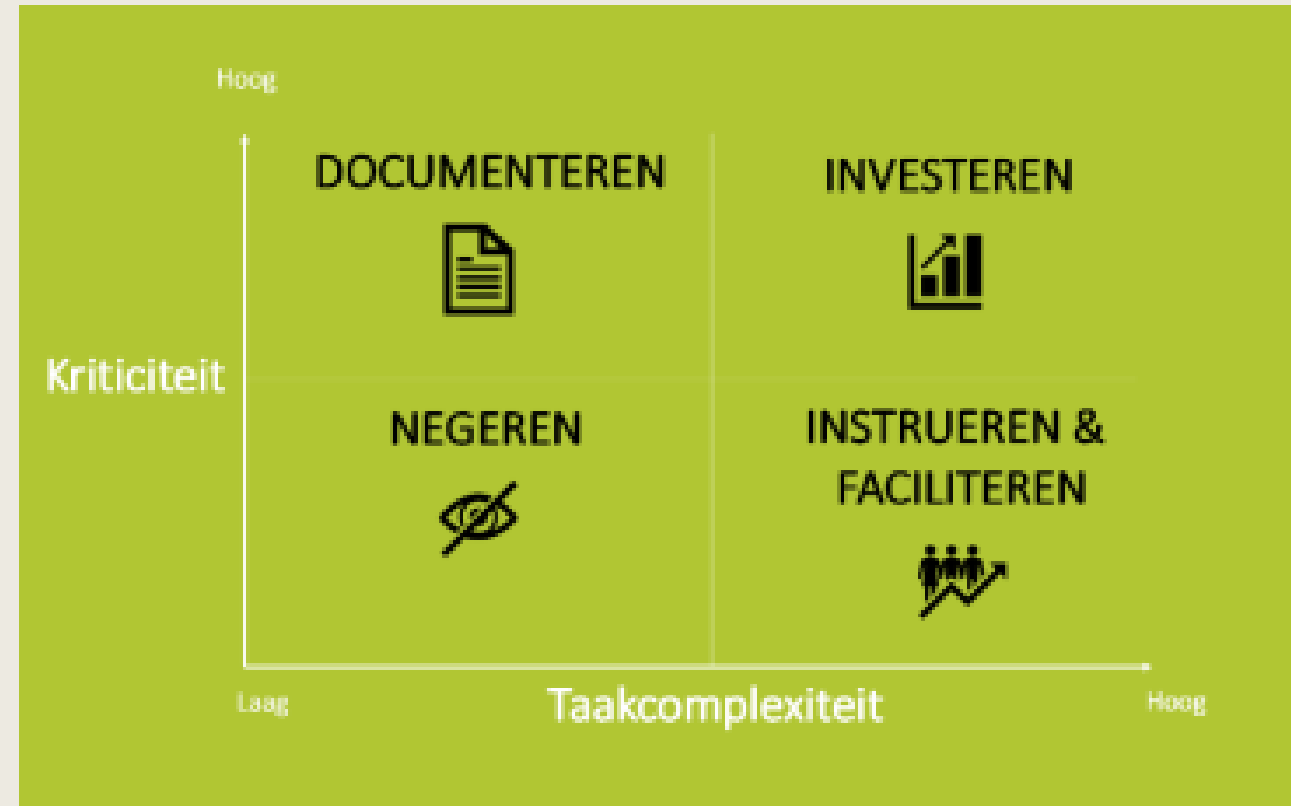 Hoog
DOCUMENTEREN
INVESTEREN
Kriticiteit
NEGEREN
INSTRUEREN &
FACILITEREN
Laag
Taakcomplexiteit
Hoog